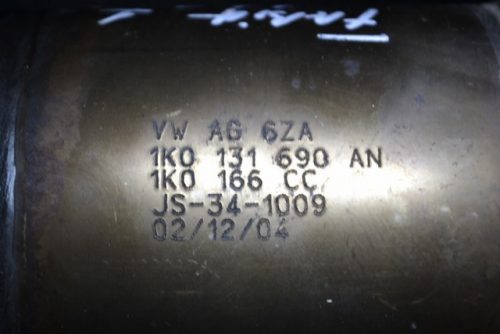 VW AG 6ZA
1K0 131 690 AN
1K0 166 CC
JS-34-1009
02/12/04